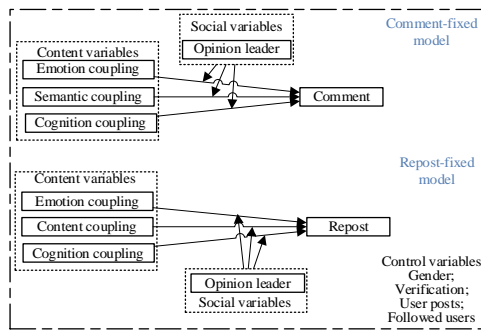 Social variables
Opinion leader
Comment-fixed
model
Content variables
Emotion coupling
Semantic coupling
Cognition coupling
Comment
Content variables
Emotion coupling
Content coupling
Cognition coupling
Repost-fixed
model
Repost
Opinion leader
Social variables
Control variables
Gender;
Verification;
User posts;
Followed users